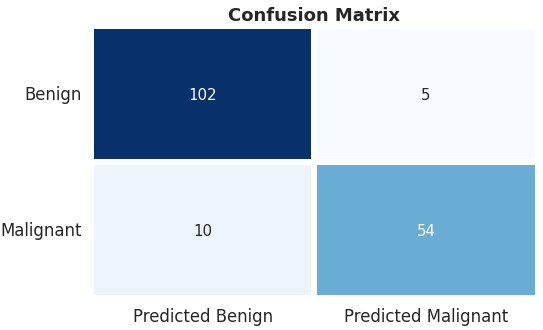 Confusion Matrix
Benign 102 5
Malignant 10 54
Predicted Benign Predicted Malignant